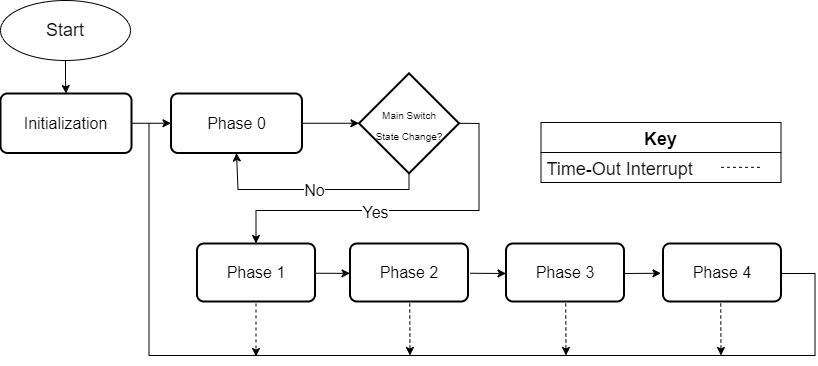 Start
Initialization
Phase 0
Main Switch
State Change?
Key
Time-Out Interrupt
No
Yes
Phase 1
Phase 2
Phase 3
Phase 4